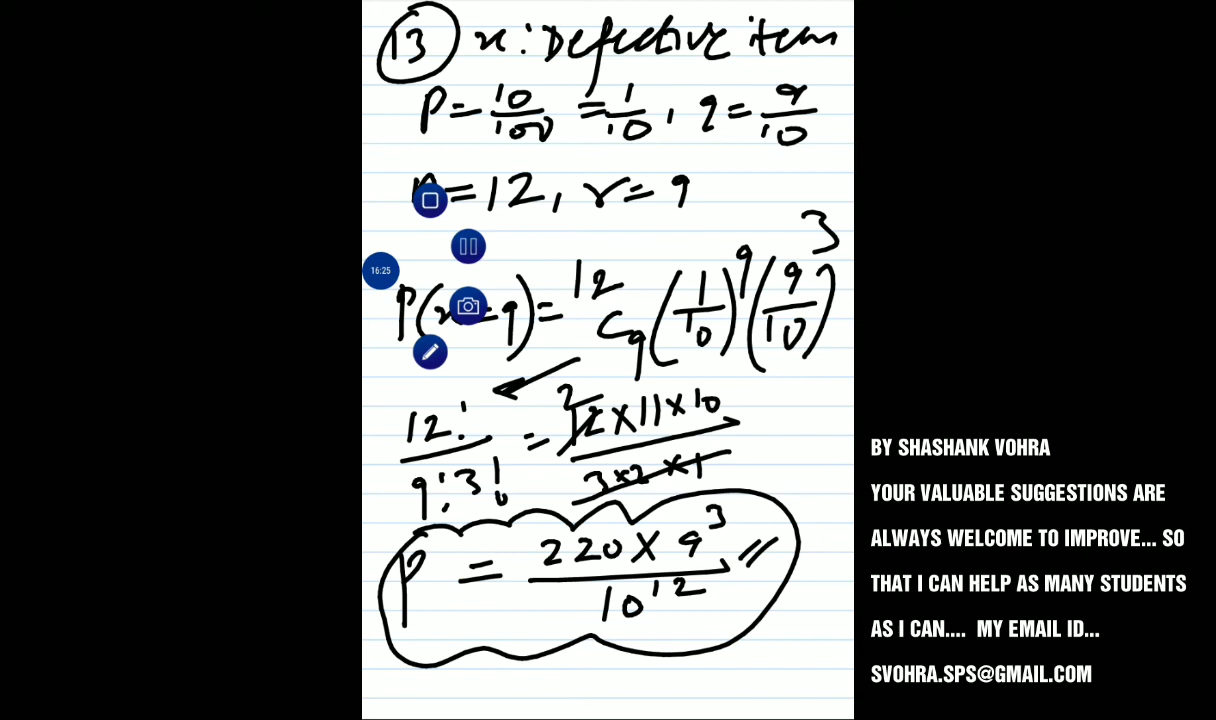 13 x : Defective item
P = 10/100 = 1/10 , q = 9/10
n = 12 , r = 9
16:25
P(x = 9) = 12C9 (1/10)^9 (9/10)^3
12!/9!3! = 12 × 11 × 10 / 3 × 2 × 1
2
P = 220 × 9^3 / 10^12 //
BY SHASHANK VOHRA
YOUR VALUABLE SUGGESTIONS ARE
ALWAYS WELCOME TO IMPROVE... SO
THAT I CAN HELP AS MANY STUDENTS
AS I CAN.... MY EMAIL ID...
SVOHRA.SPS@GMAIL.COM